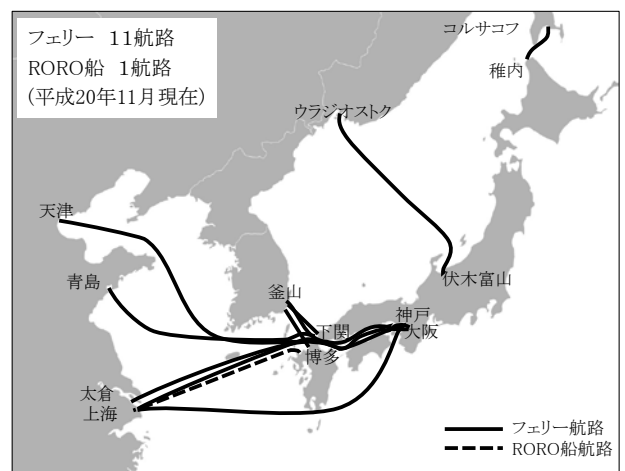 フェリー　11航路
RORO船　1航路
(平成20年11月現在)
コルサコフ
稚内
ウラジオストク
天津
伏木富山
青島
釜山
神戸
下関
大阪
博多
太倉
上海
フェリー航路
RORO船航路